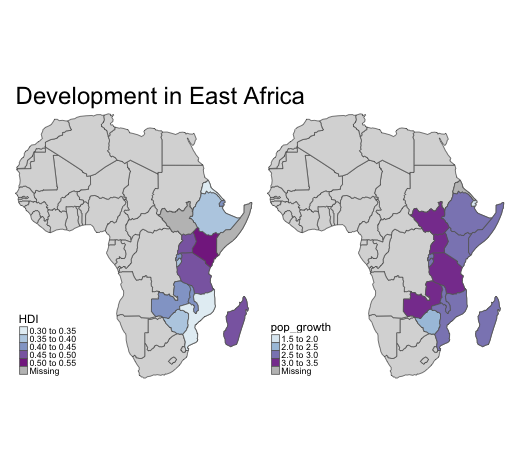 Development in East Africa
HDI
0.30 to 0.35
0.35 to 0.40
0.40 to 0.45
0.45 to 0.50
0.50 to 0.55
Missing
pop_growth
1.5 to 2.0
2.0 to 2.5
2.5 to 3.0
3.0 to 3.5
Missing